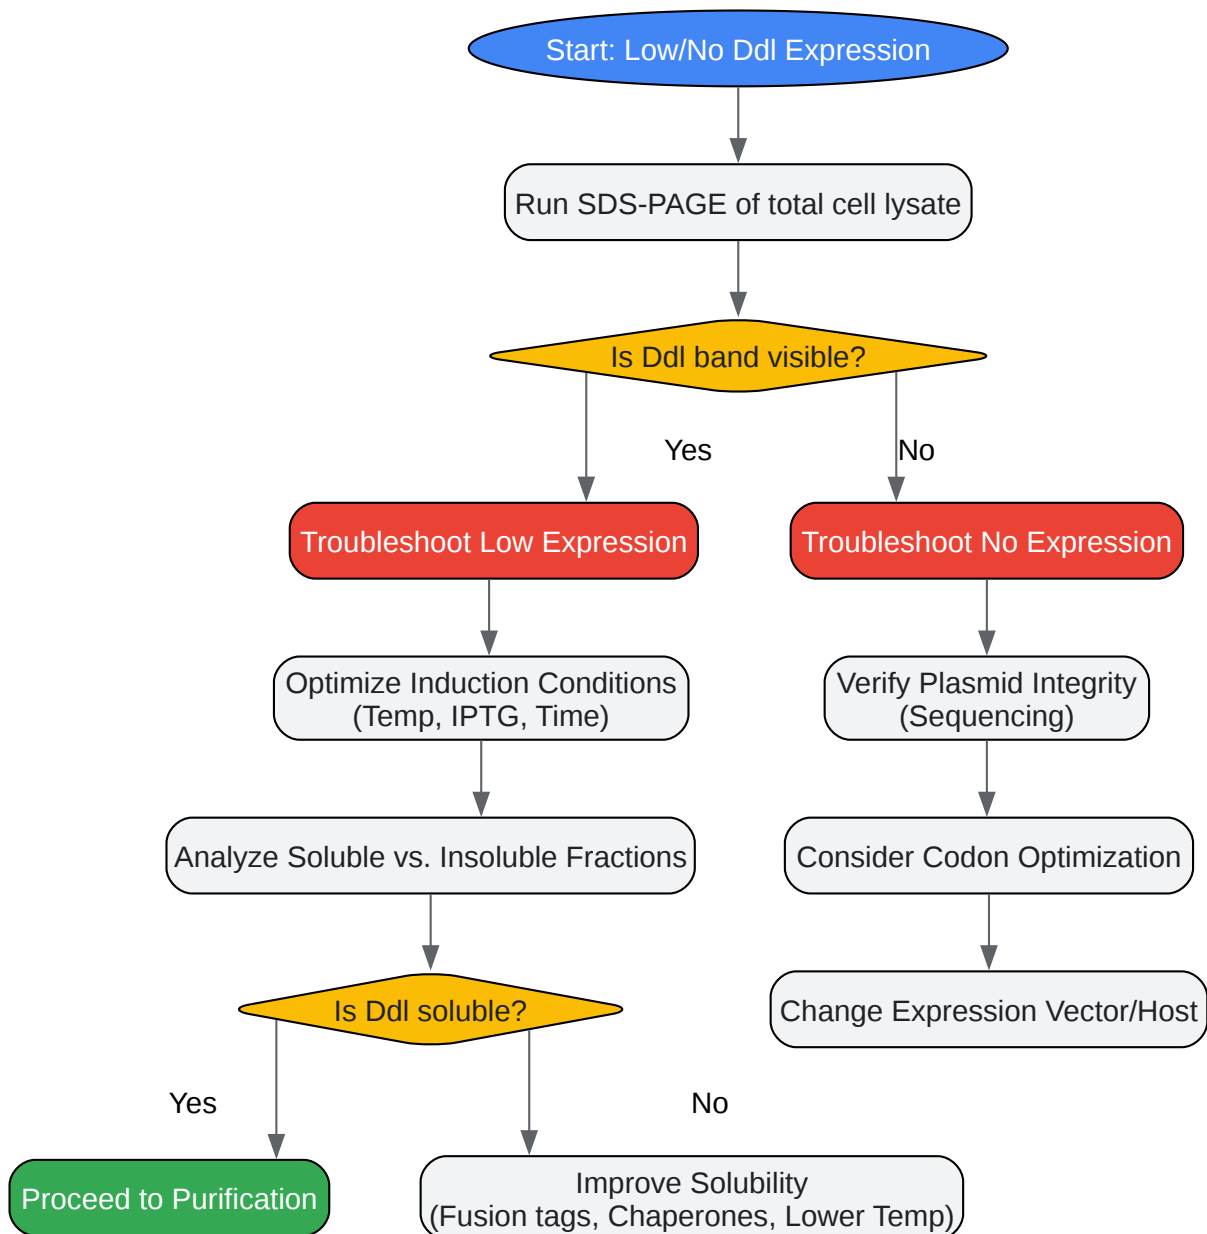 Start: Low/No Ddl Expression
Run SDS-PAGE of total cell lysate
Is Ddl band visible?
Yes
No
Troubleshoot Low Expression
Troubleshoot No Expression
Optimize Induction Conditions
(Temp, IPTG, Time)
Verify Plasmid Integrity
(Sequencing)
Analyze Soluble vs. Insoluble Fractions
Consider Codon Optimization
Is Ddl soluble?
Change Expression Vector/Host
Yes
No
Proceed to Purification
Improve Solubility
(Fusion tags, Chaperones, Lower Temp)